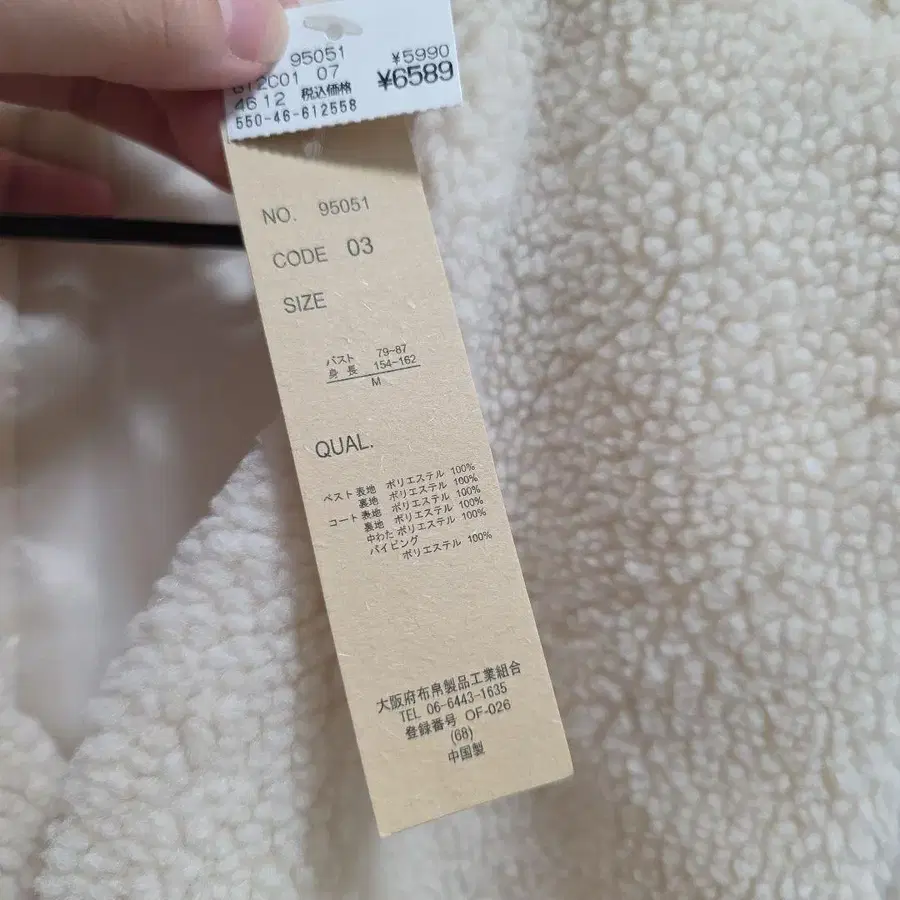 95051 ¥5990
612C01 07 ¥6589
46 12 税込価格
550-46-612558
NO. 95051
CODE 03
SIZE
バスト 79-87
身長 154-162
M
QUAL.
ベスト表地 ポリエステル 100%
裏地 ポリエステル 100%
コート表地 ポリエステル 100%
裏地 ポリエステル 100%
中わた ポリエステル 100%
パイピング
ポリエステル 100%
大阪府布帛製品工業組合
TEL 06-6443-1635
登録番号 OF-026
(68)
中国製